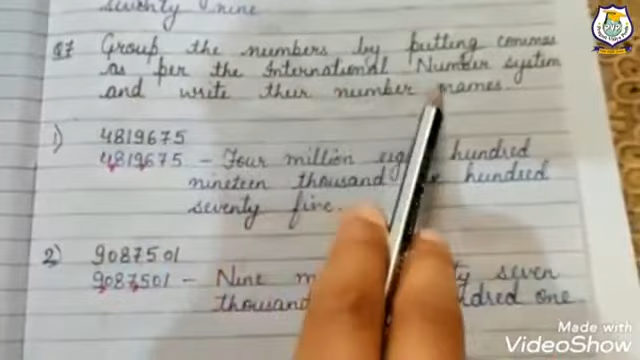 seventy nine
Q7 Group the numbers by putting commas
as per the International Number system
and write their number names.
1) 4819675
4,819,675 - Four million hundred
nineteen thousand hundred
seventy five.
2) 9087501
9,087,501 - Nine seven
thousand one
Made with
VideoShow